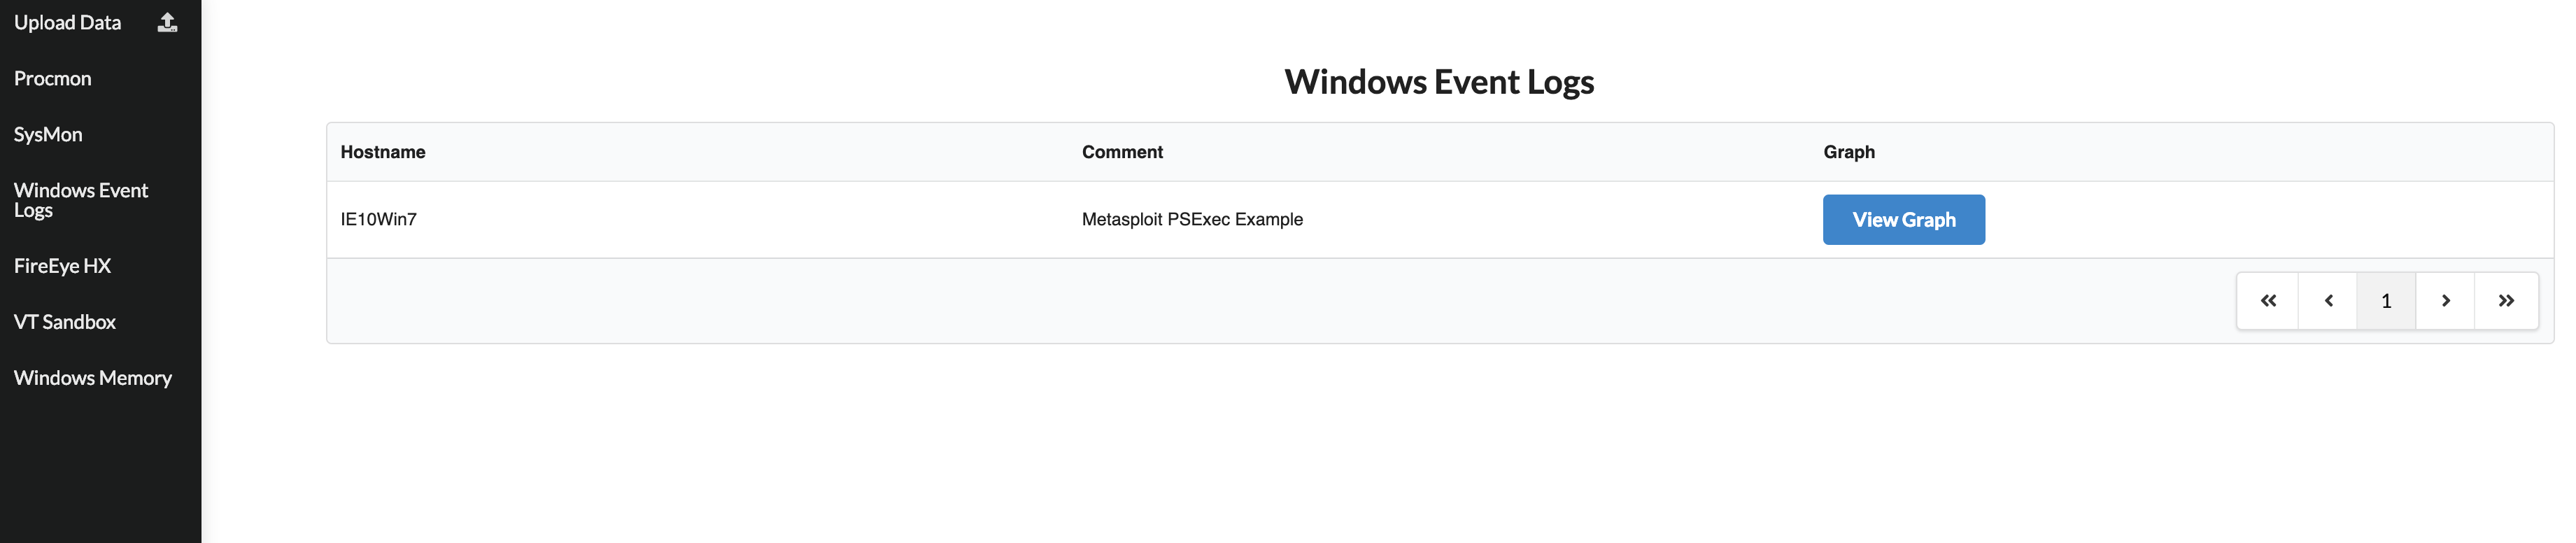 Upload Data
Procmon
SysMon
Windows Event
Logs
FireEye HX
VT Sandbox
Windows Memory
Windows Event Logs
Hostname Comment Graph
IE10Win7 Metasploit PSExec Example View Graph
« ‹ 1 › »